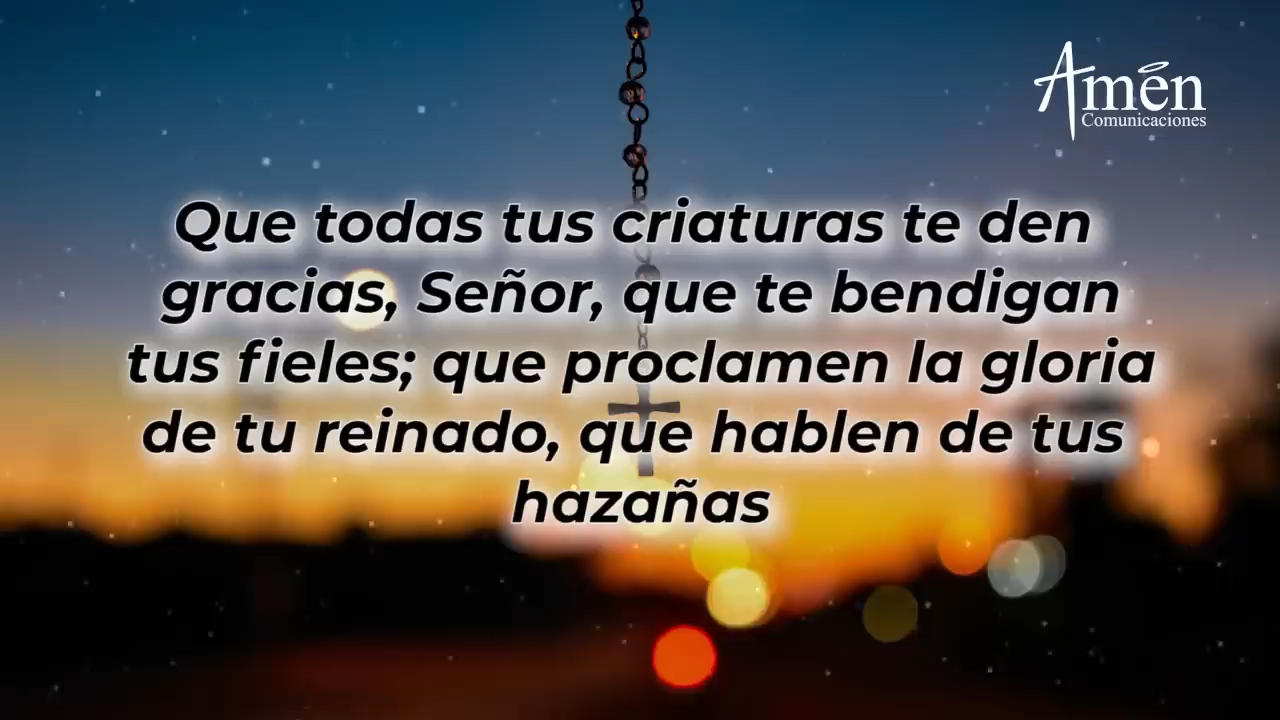 Amén
Comunicaciones
Que todas tus criaturas te den
gracias, Señor, que te bendigan
tus fieles; que proclamen la gloria
de tu reinado, que hablen de tus
hazañas